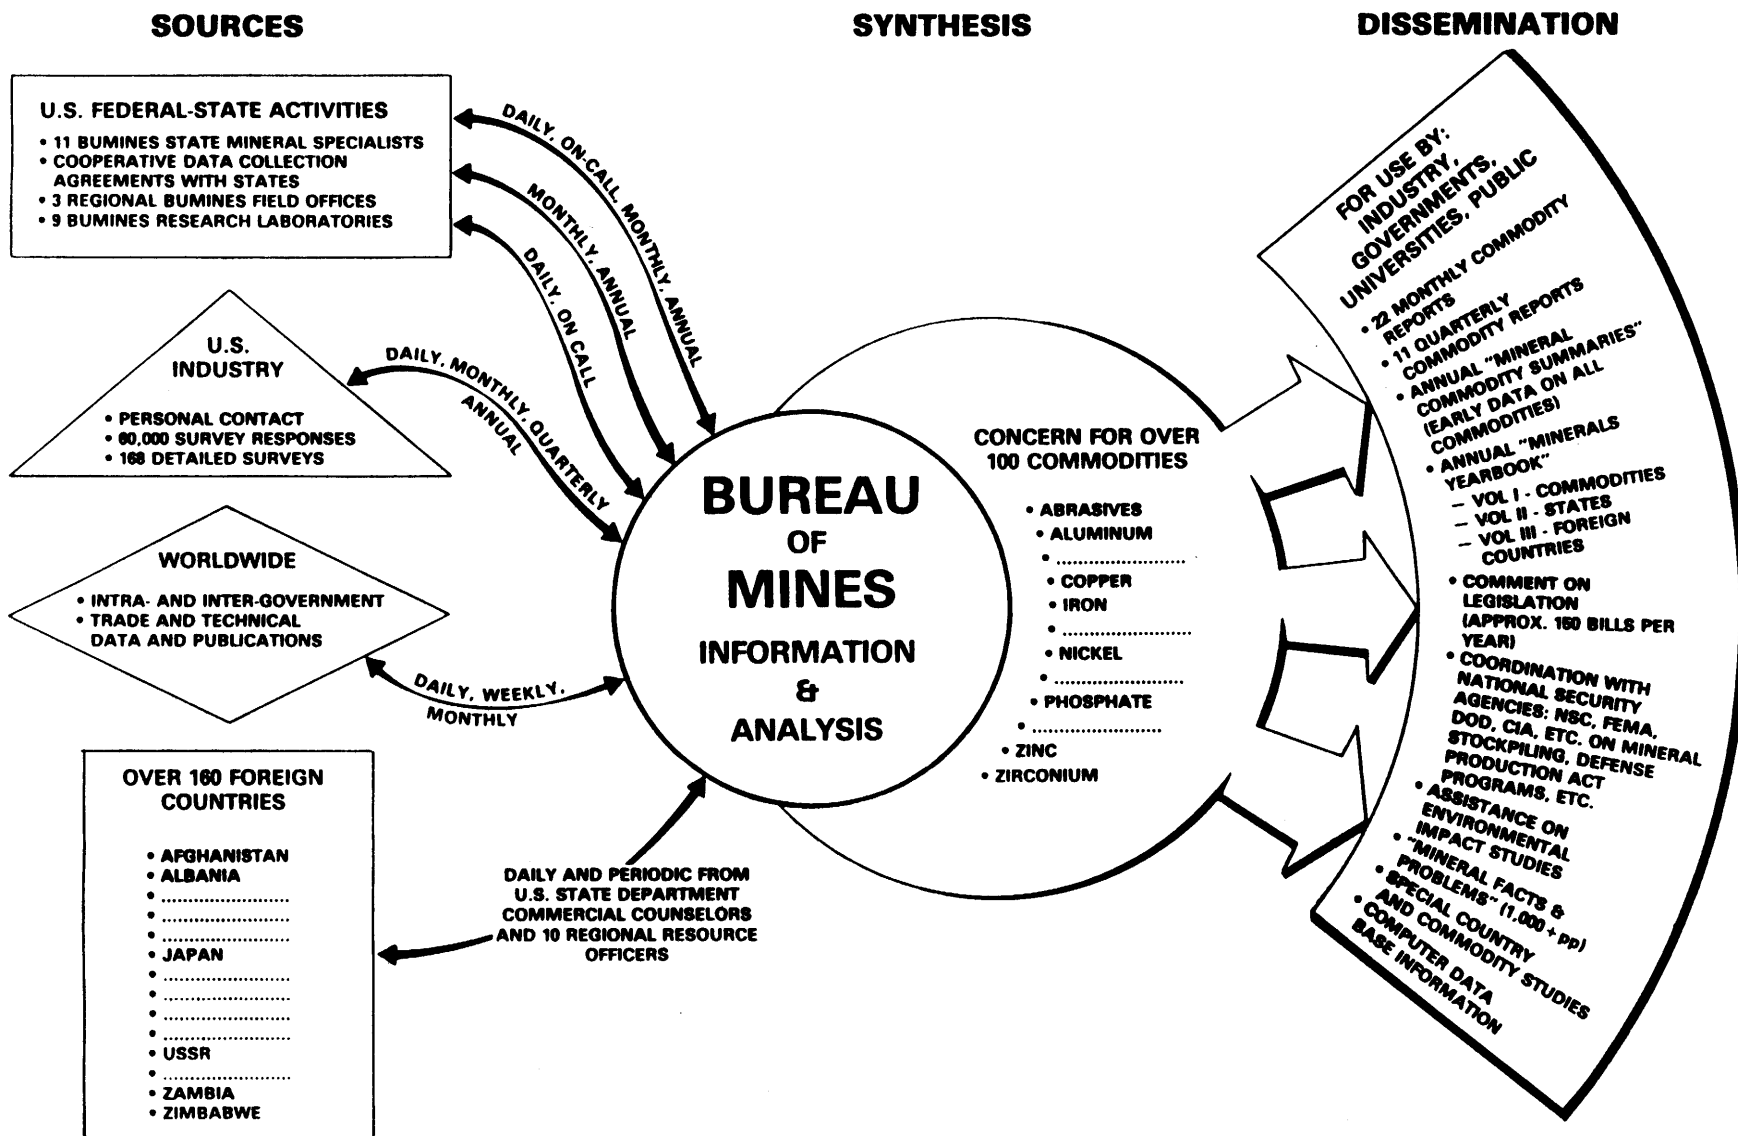 SOURCES
SYNTHESIS
DISSEMINATION
U.S. FEDERAL-STATE ACTIVITIES
• 11 BUMINES STATE MINERAL SPECIALISTS
• COOPERATIVE DATA COLLECTION
AGREEMENTS WITH STATES
• 3 REGIONAL BUMINES FIELD OFFICES
• 9 BUMINES RESEARCH LABORATORIES
DAILY, ON-CALL, MONTHLY, ANNUAL
MONTHLY, ANNUAL
DAILY, ON CALL
U.S.
INDUSTRY
• PERSONAL CONTACT
• 60,000 SURVEY RESPONSES
• 168 DETAILED SURVEYS
DAILY, MONTHLY, QUARTERLY
ANNUAL
WORLDWIDE
• INTRA- AND INTER-GOVERNMENT
• TRADE AND TECHNICAL
DATA AND PUBLICATIONS
DAILY, WEEKLY,
MONTHLY
OVER 160 FOREIGN
COUNTRIES
• AFGHANISTAN
• ALBANIA
• ........................
• ........................
• ........................
• JAPAN
• ........................
• ........................
• ........................
• ........................
• USSR
• ........................
• ZAMBIA
• ZIMBABWE
DAILY AND PERIODIC FROM
U.S. STATE DEPARTMENT
COMMERCIAL COUNSELORS
AND 10 REGIONAL RESOURCE
OFFICERS
BUREAU
OF
MINES
INFORMATION
&
ANALYSIS
CONCERN FOR OVER
100 COMMODITIES
• ABRASIVES
• ALUMINUM
• ........................
• COPPER
• IRON
• ........................
• NICKEL
• ........................
• PHOSPHATE
• ........................
• ZINC
• ZIRCONIUM
FOR USE BY:
INDUSTRY,
GOVERNMENTS,
UNIVERSITIES, PUBLIC
• 22 MONTHLY COMMODITY
REPORTS
• 11 QUARTERLY
COMMODITY REPORTS
• ANNUAL "MINERAL
COMMODITY SUMMARIES"
(EARLY DATA ON ALL
COMMODITIES)
• ANNUAL "MINERALS
YEARBOOK"
– VOL I - COMMODITIES
– VOL II - STATES
– VOL III - FOREIGN
COUNTRIES
• COMMENT ON
LEGISLATION
(APPROX. 150 BILLS PER
YEAR)
• COORDINATION WITH
NATIONAL SECURITY
AGENCIES: NSC, FEMA,
DOD, CIA, ETC. ON MINERAL
STOCKPILING, DEFENSE
PRODUCTION ACT
PROGRAMS, ETC.
• ASSISTANCE ON
ENVIRONMENTAL
IMPACT STUDIES
• "MINERAL FACTS &
PROBLEMS" (1,000 + pp)
• SPECIAL COUNTRY
AND COMMODITY STUDIES
• COMPUTER DATA
BASE INFORMATION